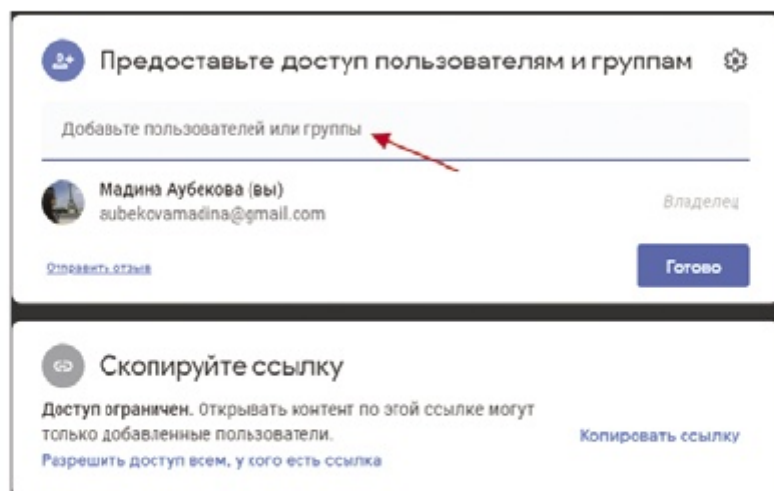 Предоставьте доступ пользователям и группам
Добавьте пользователей или группы
Мадина Аубекова (вы)
aubekovamadina@gmail.com
Владелец
Отправить отзыв
Готово
Скопируйте ссылку
Доступ ограничен. Открывать контент по этой ссылке могут
только добавленные пользователи.
Копировать ссылку
Разрешить доступ всем, у кого есть ссылка